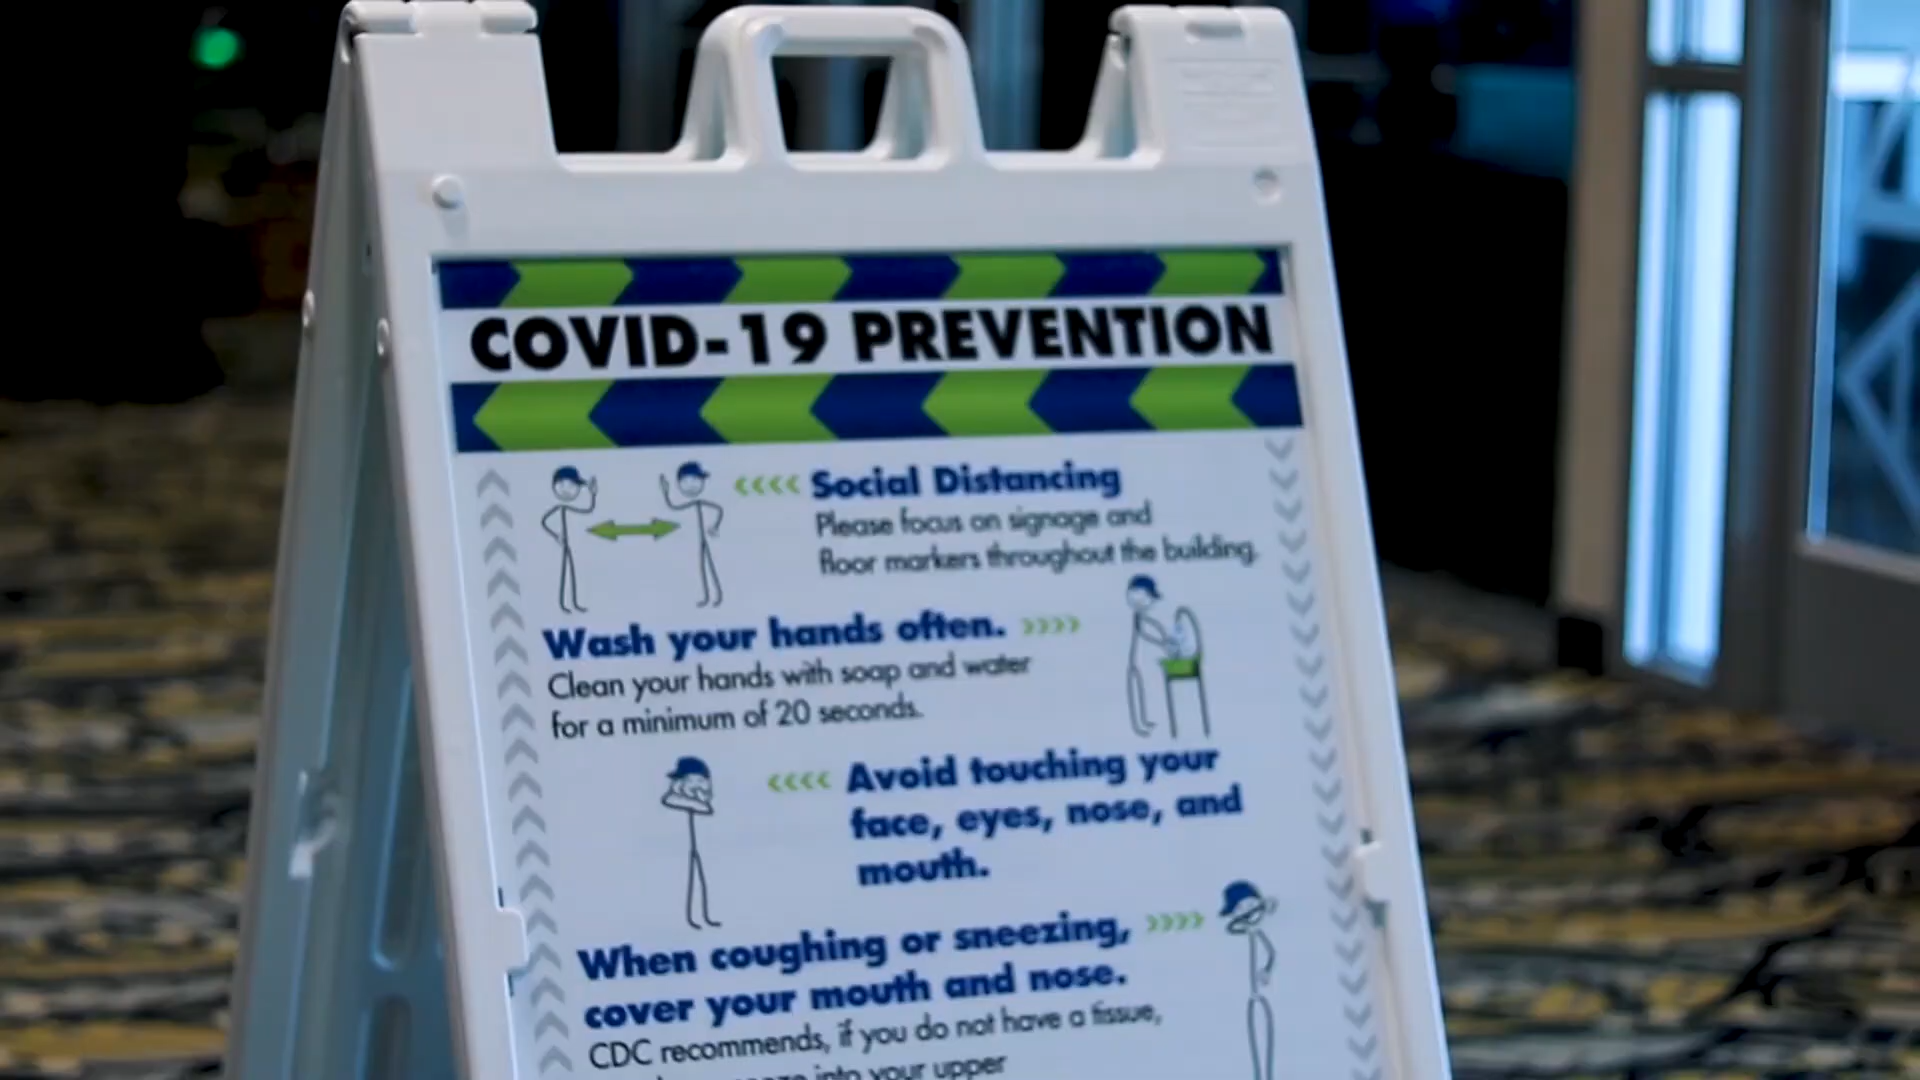 COVID-19 PREVENTION
Social Distancing
Please focus on signage and
floor markers throughout the building.
Wash your hands often.
Clean your hands with soap and water
for a minimum of 20 seconds.
Avoid touching your
face, eyes, nose, and
mouth.
When coughing or sneezing,
cover your mouth and nose.
CDC recommends, if you do not have a tissue,
into your upper